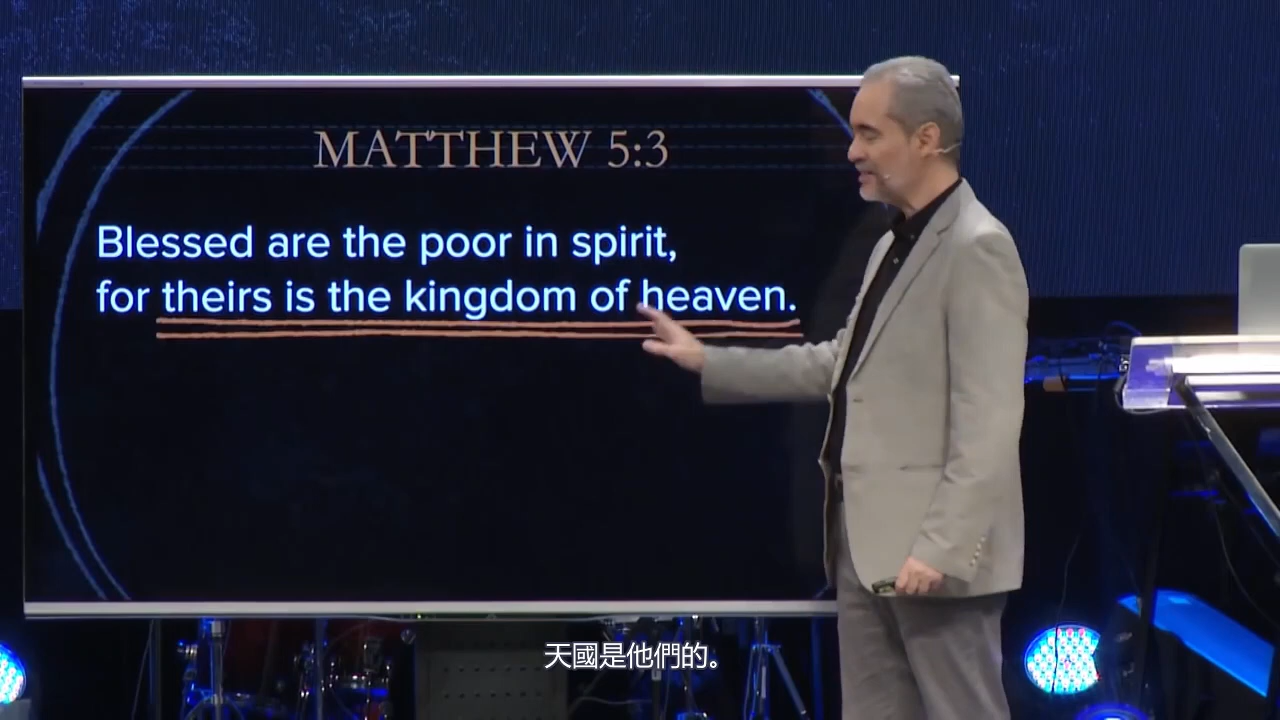 MATTHEW 5:3
Blessed are the poor in spirit,
for theirs is the kingdom of heaven.
天國是他們的。